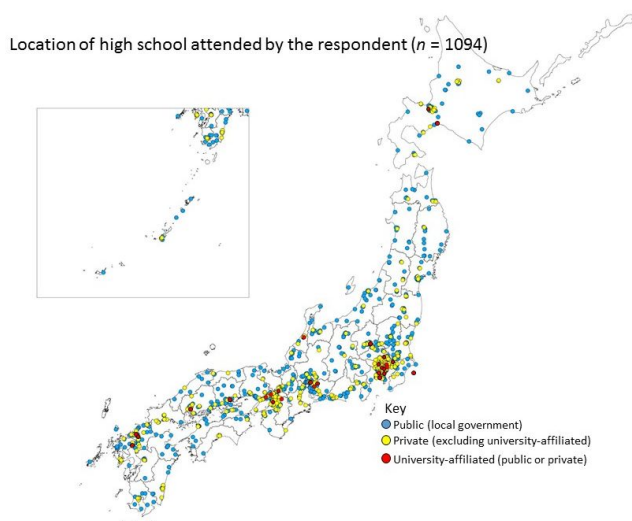 Location of high school attended by the respondent (n = 1094)
Key
Public (local government)
Private (excluding university-affiliated)
University-affiliated (public or private)